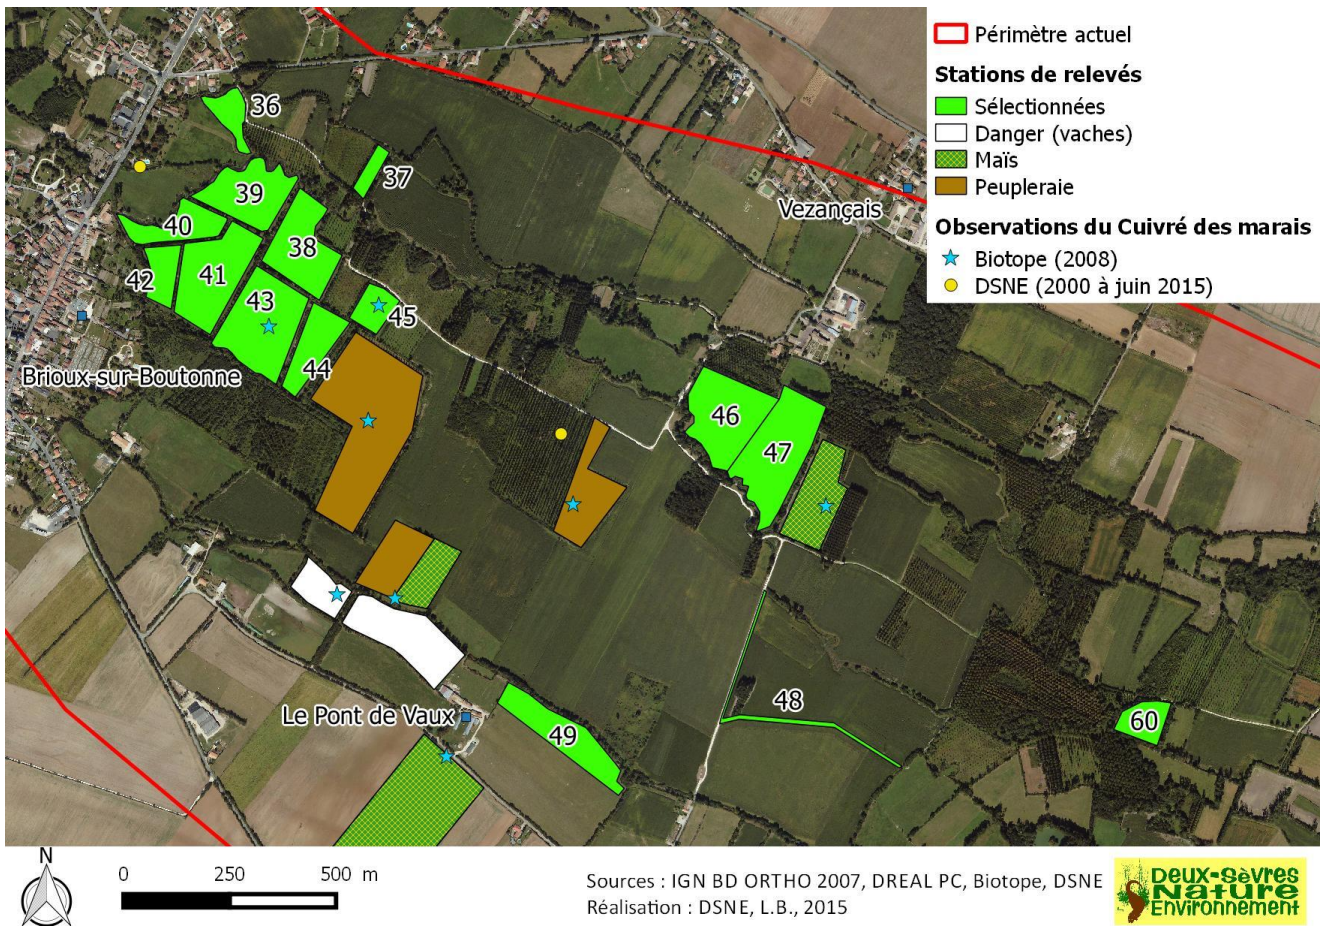 Périmètre actuel
Stations de relevés
Sélectionnées
Danger (vaches)
Maïs
Peupleraie
Observations du Cuivré des marais
Biotope (2008)
DSNE (2000 à juin 2015)
36
37
39
Vezançais
40
38
42
41
43
45
44
Brioux-sur-Boutonne
46
47
48
Le Pont de Vaux
49
60
N
0 250 500 m
Sources : IGN BD ORTHO 2007, DREAL PC, Biotope, DSNE
Réalisation : DSNE, L.B., 2015
Deux-Sèvres
Nature
Environnement